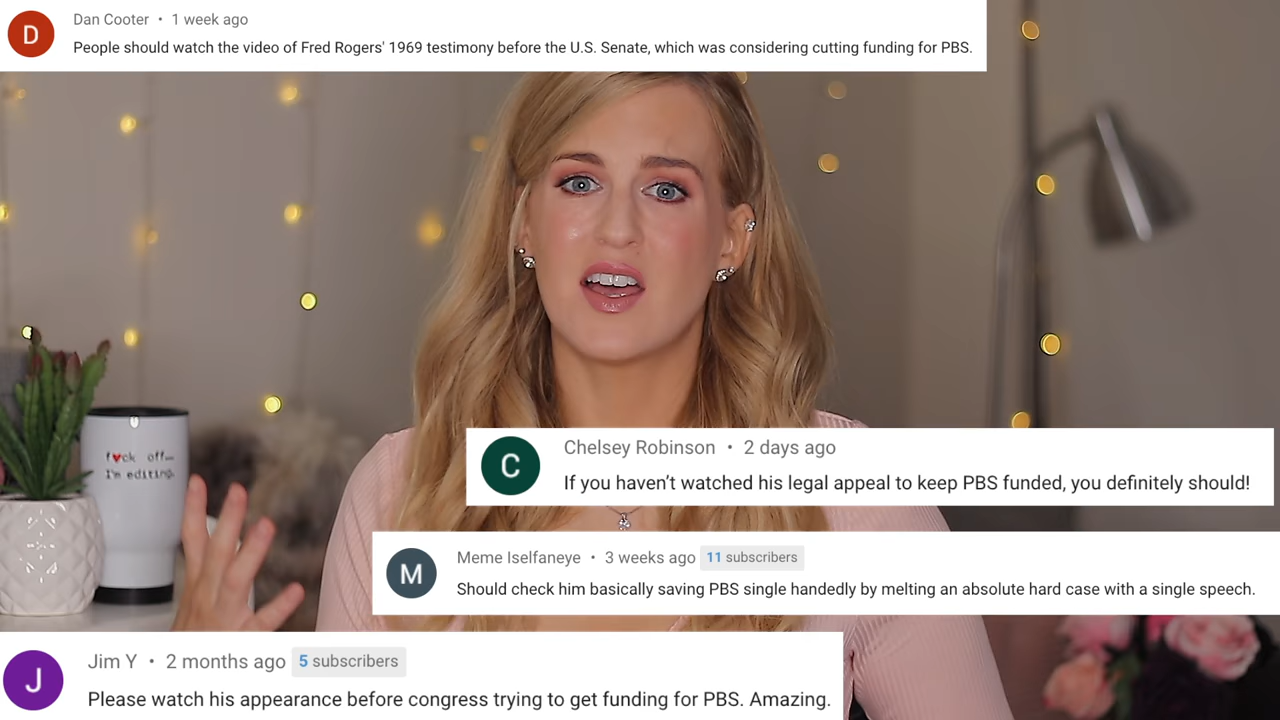 D
Dan Cooter • 1 week ago
People should watch the video of Fred Rogers' 1969 testimony before the U.S. Senate, which was considering cutting funding for PBS.
f♥ck off...
I'm editing.
C
Chelsey Robinson • 2 days ago
If you haven't watched his legal appeal to keep PBS funded, you definitely should!
M
Meme Iselfaneye • 3 weeks ago 11 subscribers
Should check him basically saving PBS single handedly by melting an absolute hard case with a single speech.
J
Jim Y • 2 months ago 5 subscribers
Please watch his appearance before congress trying to get funding for PBS. Amazing.